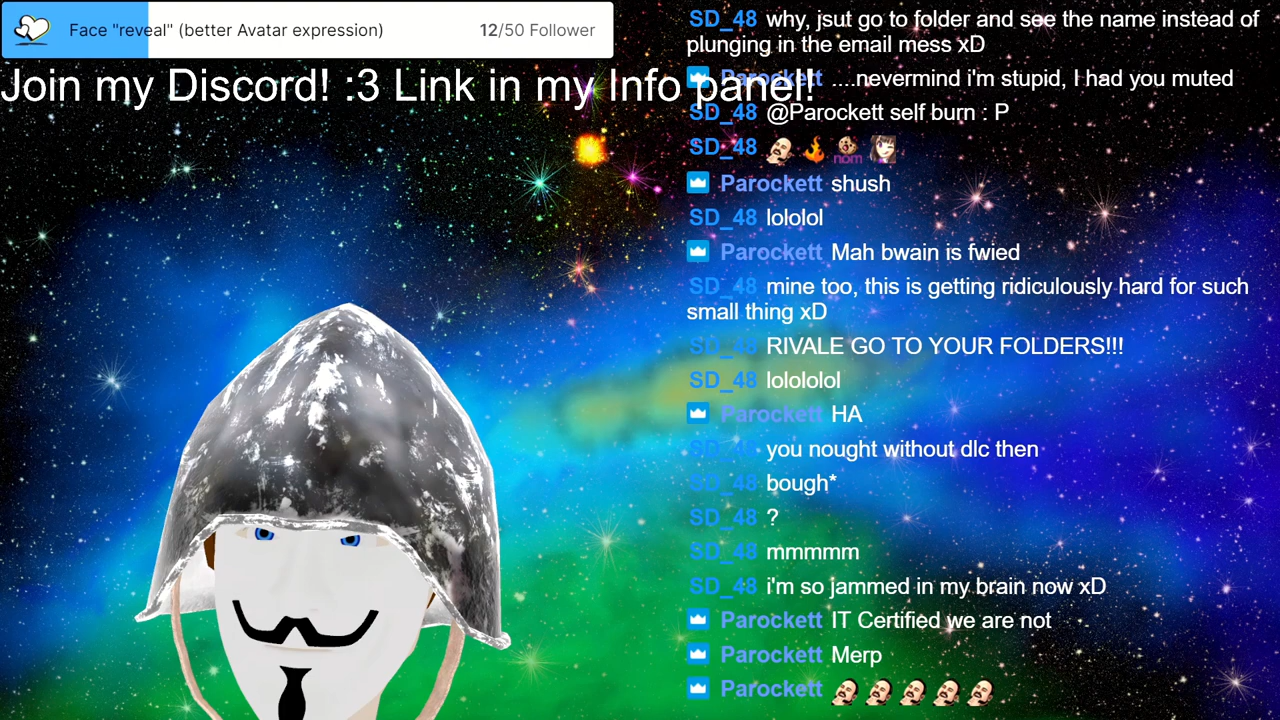 Face "reveal" (better Avatar expression) 12/50 Follower
Join my Discord! :3 Link in my Info panel!
SD_48 why, jsut go to folder and see the name instead of
plunging in the email mess xD
Parockett ....nevermind i'm stupid, I had you muted
SD_48 @Parockett self burn : P
SD_48 nom
Parockett shush
SD_48 lololol
Parockett Mah bwain is fwied
SD_48 mine too, this is getting ridiculously hard for such
small thing xD
SD_48 RIVALE GO TO YOUR FOLDERS!!!
SD_48 lolololol
Parockett HA
SD_48 you nought without dlc then
SD_48 bough*
SD_48 ?
SD_48 mmmmm
SD_48 i'm so jammed in my brain now xD
Parockett IT Certified we are not
Parockett Merp
Parockett